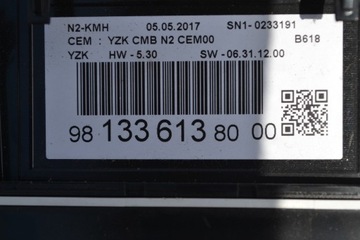 N2-KMH 05.05.2017 SN1-0233191
CEM : YZK CMB N2 CEM00 B618
YZK HW - 5.30 SW - 06.31.12.00
98 133 613 80 00